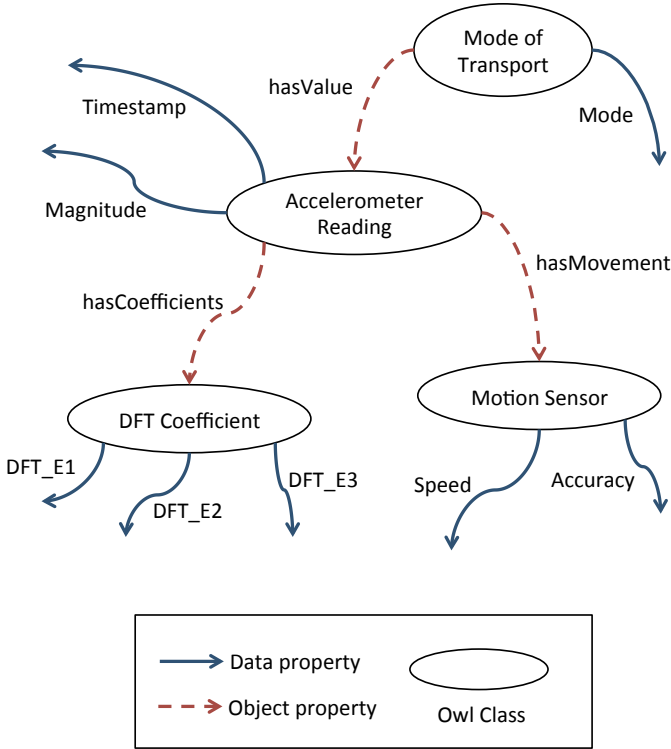 Mode of
Transport
hasValue
Timestamp
Mode
Magnitude
Accelerometer
Reading
hasMovement
hasCoefficients
DFT Coefficient
Motion Sensor
DFT_E1
DFT_E2
DFT_E3
Speed
Accuracy
Data property
Object property
Owl Class